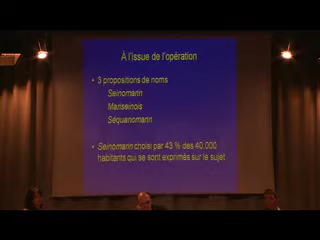 À l'issue de l'opération
• 3 propositions de noms
Seinomarin
Mariseinois
Séquanomarin
• Seinomarin choisi par 43 % des 40.000
habitants qui se sont exprimés sur le sujet